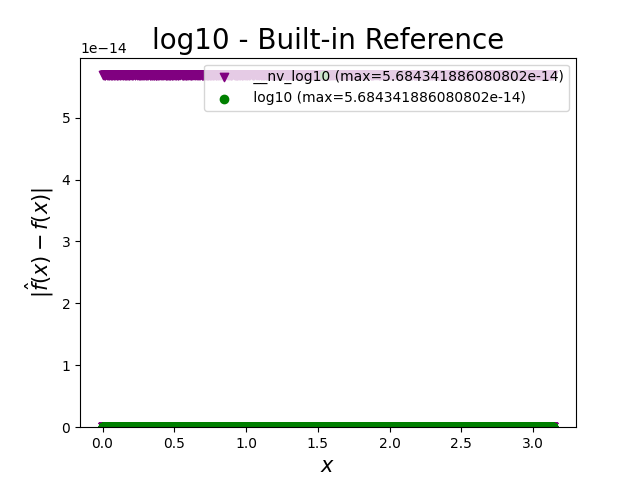 log10 - Built-in Reference
1e−14
__nv_log10 (max=5.684341886080802e-14)
log10 (max=5.684341886080802e-14)
5
4
3
2
1
0
|f̂(x) − f(x)|
0.0 0.5 1.0 1.5 2.0 2.5 3.0
x